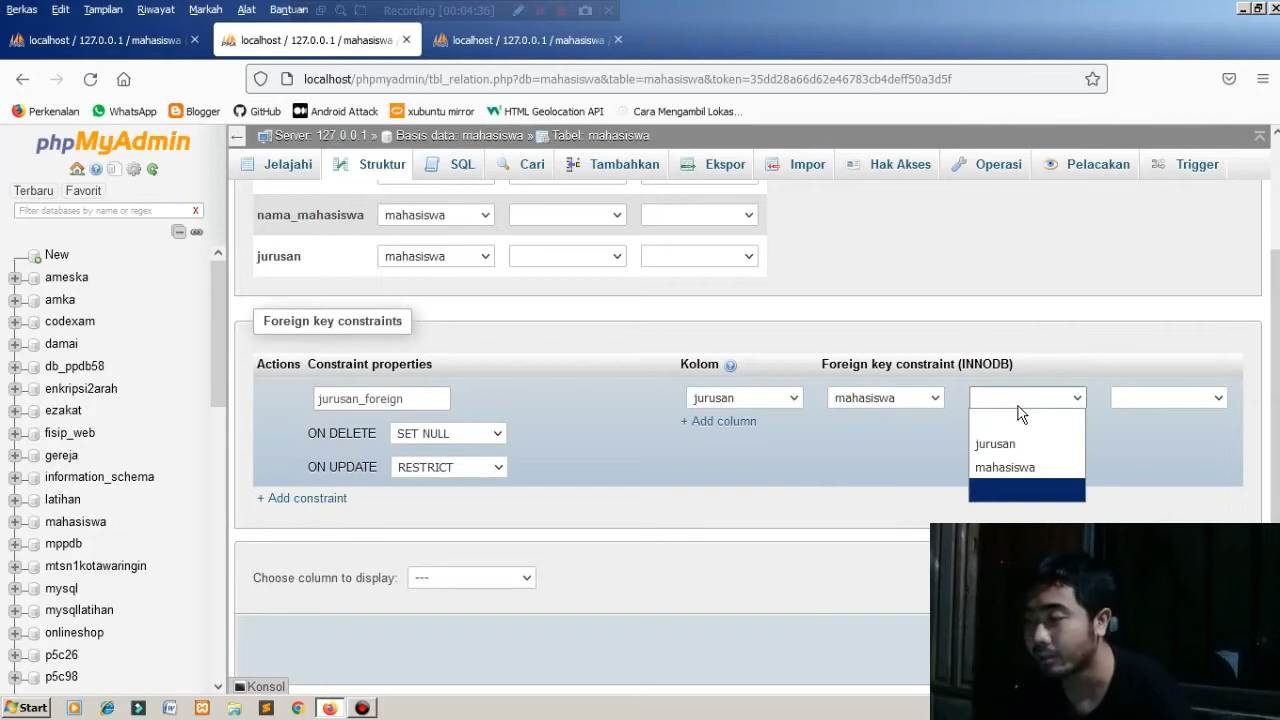 Berkas Edit Tampilan Riwayat Markah Alat Bantuan Recording [00:04:36]
localhost / 127.0.0.1 / mahasiswa × localhost / 127.0.0.1 / mahasiswa × localhost / 127.0.0.1 / mahasiswa ×
localhost/phpmyadmin/tbl_relation.php?db=mahasiswa&table=mahasiswa&token=35dd28a66d62e46783cb4deff50a3d5f
Perkenalan WhatsApp Blogger GitHub Android Attack xubuntu mirror HTML Geolocation API Cara Mengambil Lokas...
phpMyAdmin
Terbaru Favorit
Filter databases by name or regex X
New
ameska
amka
codexam
damai
db_ppdb58
enkripsi2arah
ezakat
fisip_web
gereja
information_schema
latihan
mahasiswa
mppdb
mtsn1kotawaringin
mysql
mysqllatihan
onlineshop
p5c26
p5c98
Server: 127.0.0.1 » Basis data: mahasiswa » Tabel: mahasiswa
Jelajahi Struktur SQL Cari Tambahkan Ekspor Impor Hak Akses Operasi Pelacakan Trigger
nama_mahasiswa mahasiswa
jurusan mahasiswa
Foreign key constraints
Actions Constraint properties Kolom Foreign key constraint (INNODB)
jurusan_foreign jurusan mahasiswa
+ Add column
ON DELETE SET NULL
jurusan
ON UPDATE RESTRICT
mahasiswa
+ Add constraint
Choose column to display: ---
Konsol
Start